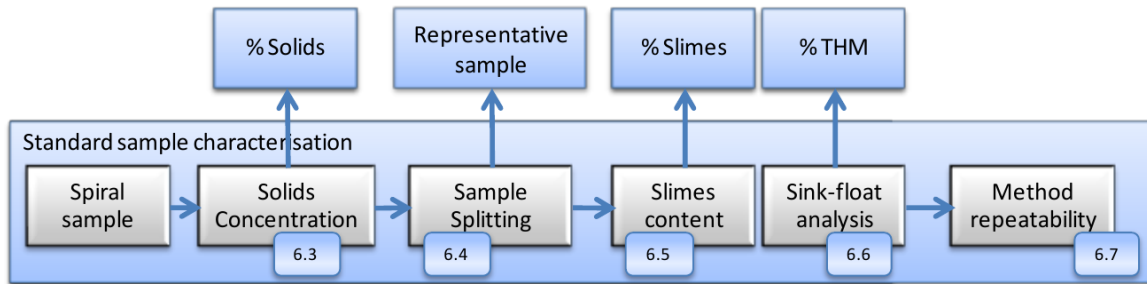 % Solids
Representative
sample
% Slimes
% THM
Standard sample characterisation
Spiral
sample
Solids
Concentration
6.3
Sample
Splitting
6.4
Slimes
content
6.5
Sink-float
analysis
6.6
Method
repeatability
6.7